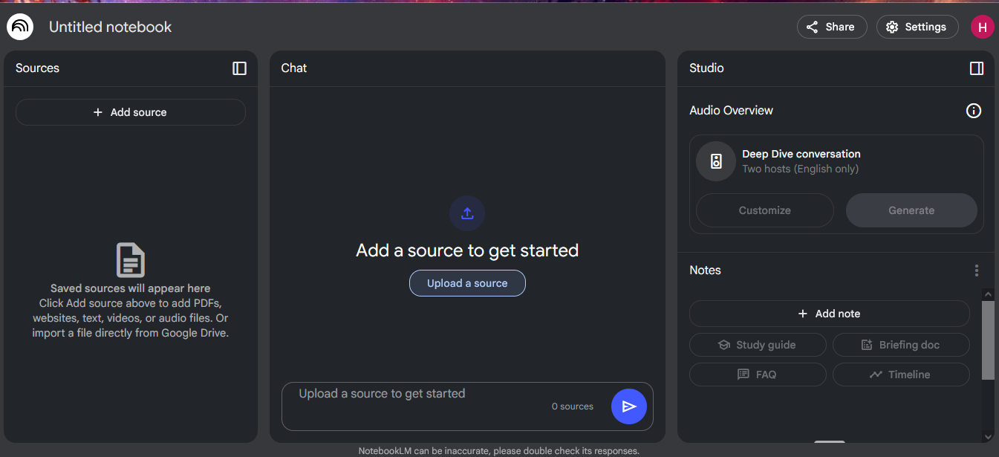 Untitled notebook
Share
Settings
H
Sources
Add source
Saved sources will appear here
Click Add source above to add PDFs,
websites, text, videos, or audio files. Or
import a file directly from Google Drive.
Chat
Add a source to get started
Upload a source
Upload a source to get started
0 sources
Studio
Audio Overview
Deep Dive conversation
Two hosts (English only)
Customize
Generate
Notes
Add note
Study guide
Briefing doc
FAQ
Timeline
NotebookLM can be inaccurate, please double check its responses.